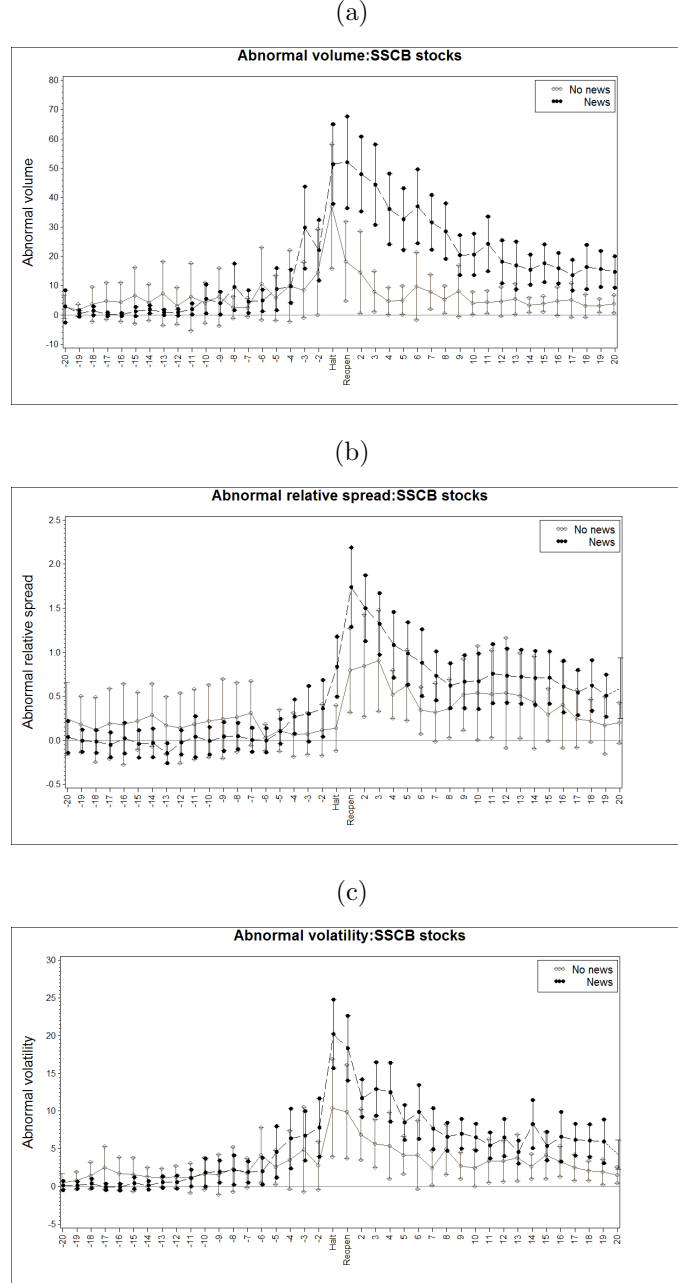 (a)
Abnormal volume:SSCB stocks
No news
News
Abnormal volume
80
70
60
50
40
30
20
10
0
-10
-20 -19 -18 -17 -16 -15 -14 -13 -12 -11 -10 -9 -8 -7 -6 -5 -4 -3 -2 Halt Reopen 2 3 4 5 6 7 8 9 10 11 12 13 14 15 16 17 18 19 20
(b)
Abnormal relative spread:SSCB stocks
No news
News
Abnormal relative spread
2.5
2.0
1.5
1.0
0.5
0.0
-0.5
-20 -19 -18 -17 -16 -15 -14 -13 -12 -11 -10 -9 -8 -7 -6 -5 -4 -3 -2 Halt Reopen 2 3 4 5 6 7 8 9 10 11 12 13 14 15 16 17 18 19 20
(c)
Abnormal volatility:SSCB stocks
No news
News
Abnormal volatility
30
25
20
15
10
5
0
-5
-20 -19 -18 -17 -16 -15 -14 -13 -12 -11 -10 -9 -8 -7 -6 -5 -4 -3 -2 Halt Reopen 2 3 4 5 6 7 8 9 10 11 12 13 14 15 16 17 18 19 20